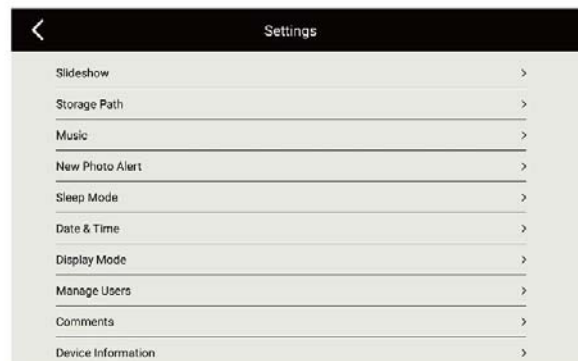 Settings
Slideshow
Storage Path
Music
New Photo Alert
Sleep Mode
Date & Time
Display Mode
Manage Users
Comments
Device Information